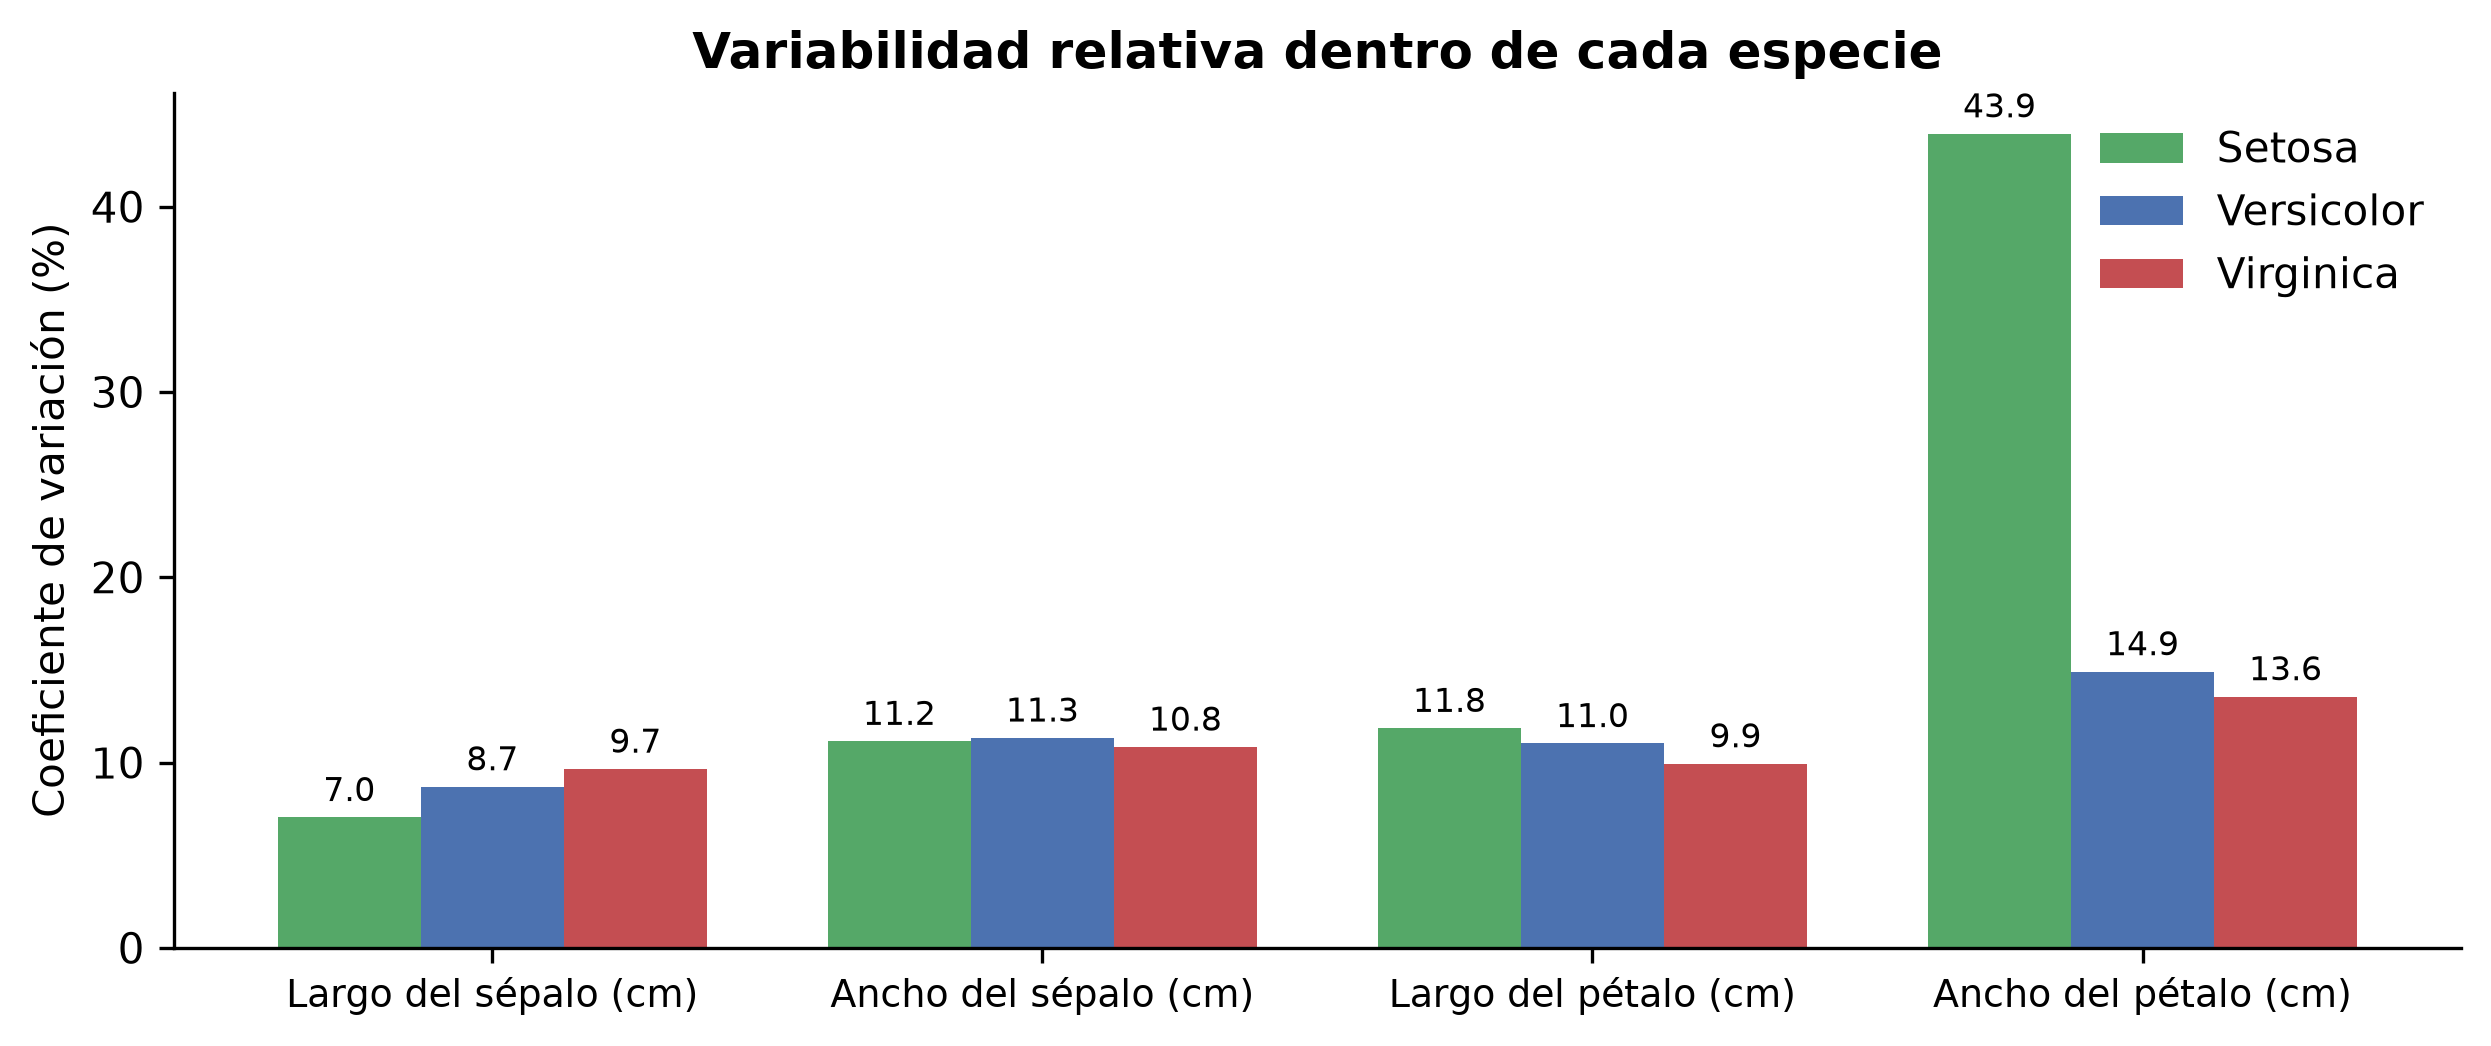 Variabilidad relativa dentro de cada especie
Coeficiente de variación (%)
40
30
20
10
0
7.0
8.7
9.7
11.2
11.3
10.8
11.8
11.0
9.9
43.9
14.9
13.6
Setosa
Versicolor
Virginica
Largo del sépalo (cm)
Ancho del sépalo (cm)
Largo del pétalo (cm)
Ancho del pétalo (cm)